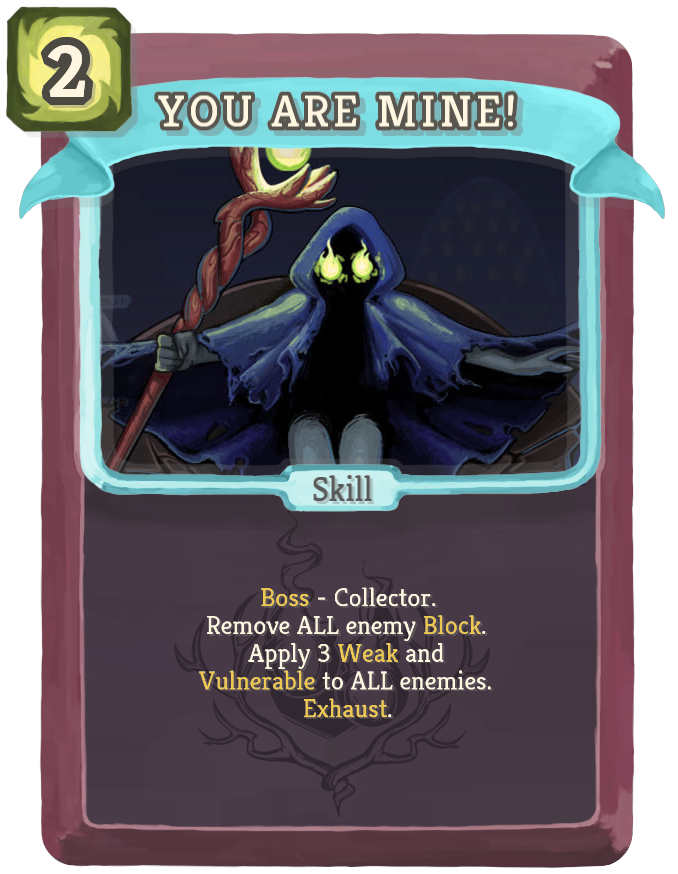 2
YOU ARE MINE!
Skill
Boss - Collector.
Remove ALL enemy Block.
Apply 3 Weak and
Vulnerable to ALL enemies.
Exhaust.